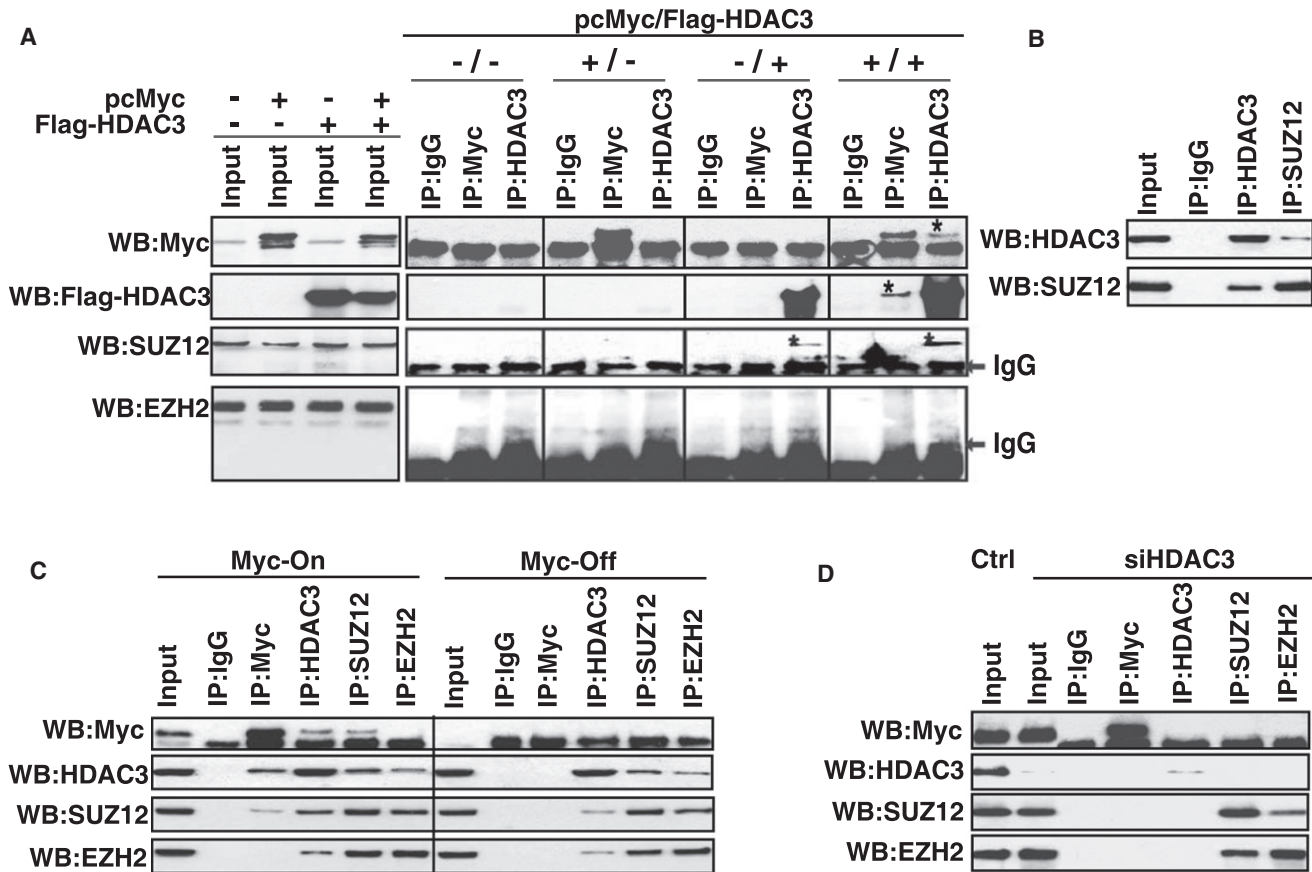 A
pcMyc/Flag-HDAC3
- / -
+ / -
- / +
+ / +
pcMyc - + - +
Flag-HDAC3 - - + +
Input Input Input Input
IP:IgG IP:Myc IP:HDAC3 IP:IgG IP:Myc IP:HDAC3 IP:IgG IP:Myc IP:HDAC3 IP:IgG IP:Myc IP:HDAC3
WB:Myc
*
WB:Flag-HDAC3
*
WB:SUZ12
* *
IgG
WB:EZH2
IgG
B
Input IP:IgG IP:HDAC3 IP:SUZ12
WB:HDAC3
WB:SUZ12
C
Myc-On
Myc-Off
Input IP:IgG IP:Myc IP:HDAC3 IP:SUZ12 IP:EZH2 Input IP:IgG IP:Myc IP:HDAC3 IP:SUZ12 IP:EZH2
WB:Myc
WB:HDAC3
WB:SUZ12
WB:EZH2
D
Ctrl
siHDAC3
Input Input IP:IgG IP:Myc IP:HDAC3 IP:SUZ12 IP:EZH2
WB:Myc
WB:HDAC3
WB:SUZ12
WB:EZH2